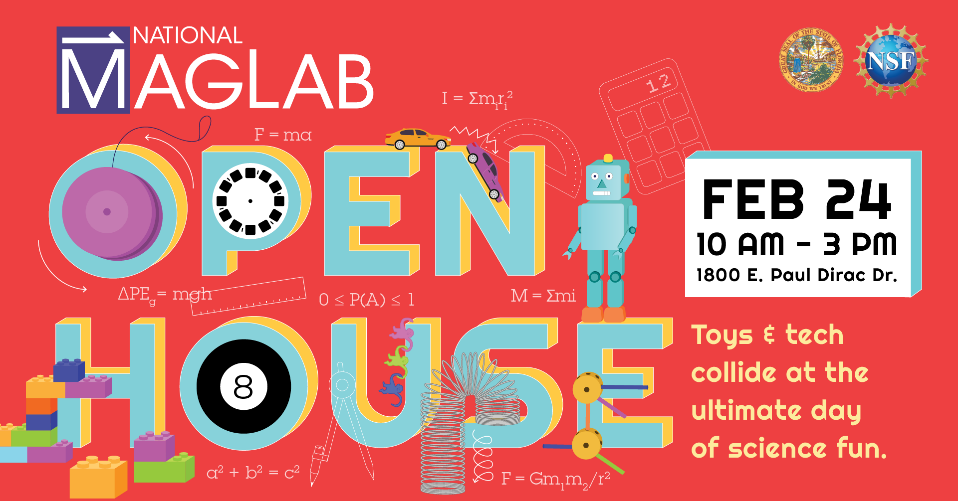 NATIONAL
MAGLAB
NSF
I = Σmᵢrᵢ²
12
F = ma
OPEN
FEB 24
10 AM – 3 PM
1800 E. Paul Dirac Dr.
ΔPEg = mgh
0 ≤ P(A) ≤ 1
M = Σmi
HOUSE
8
Toys & tech
collide at the
ultimate day
of science fun.
a² + b² = c²
F = Gm₁m₂/r²